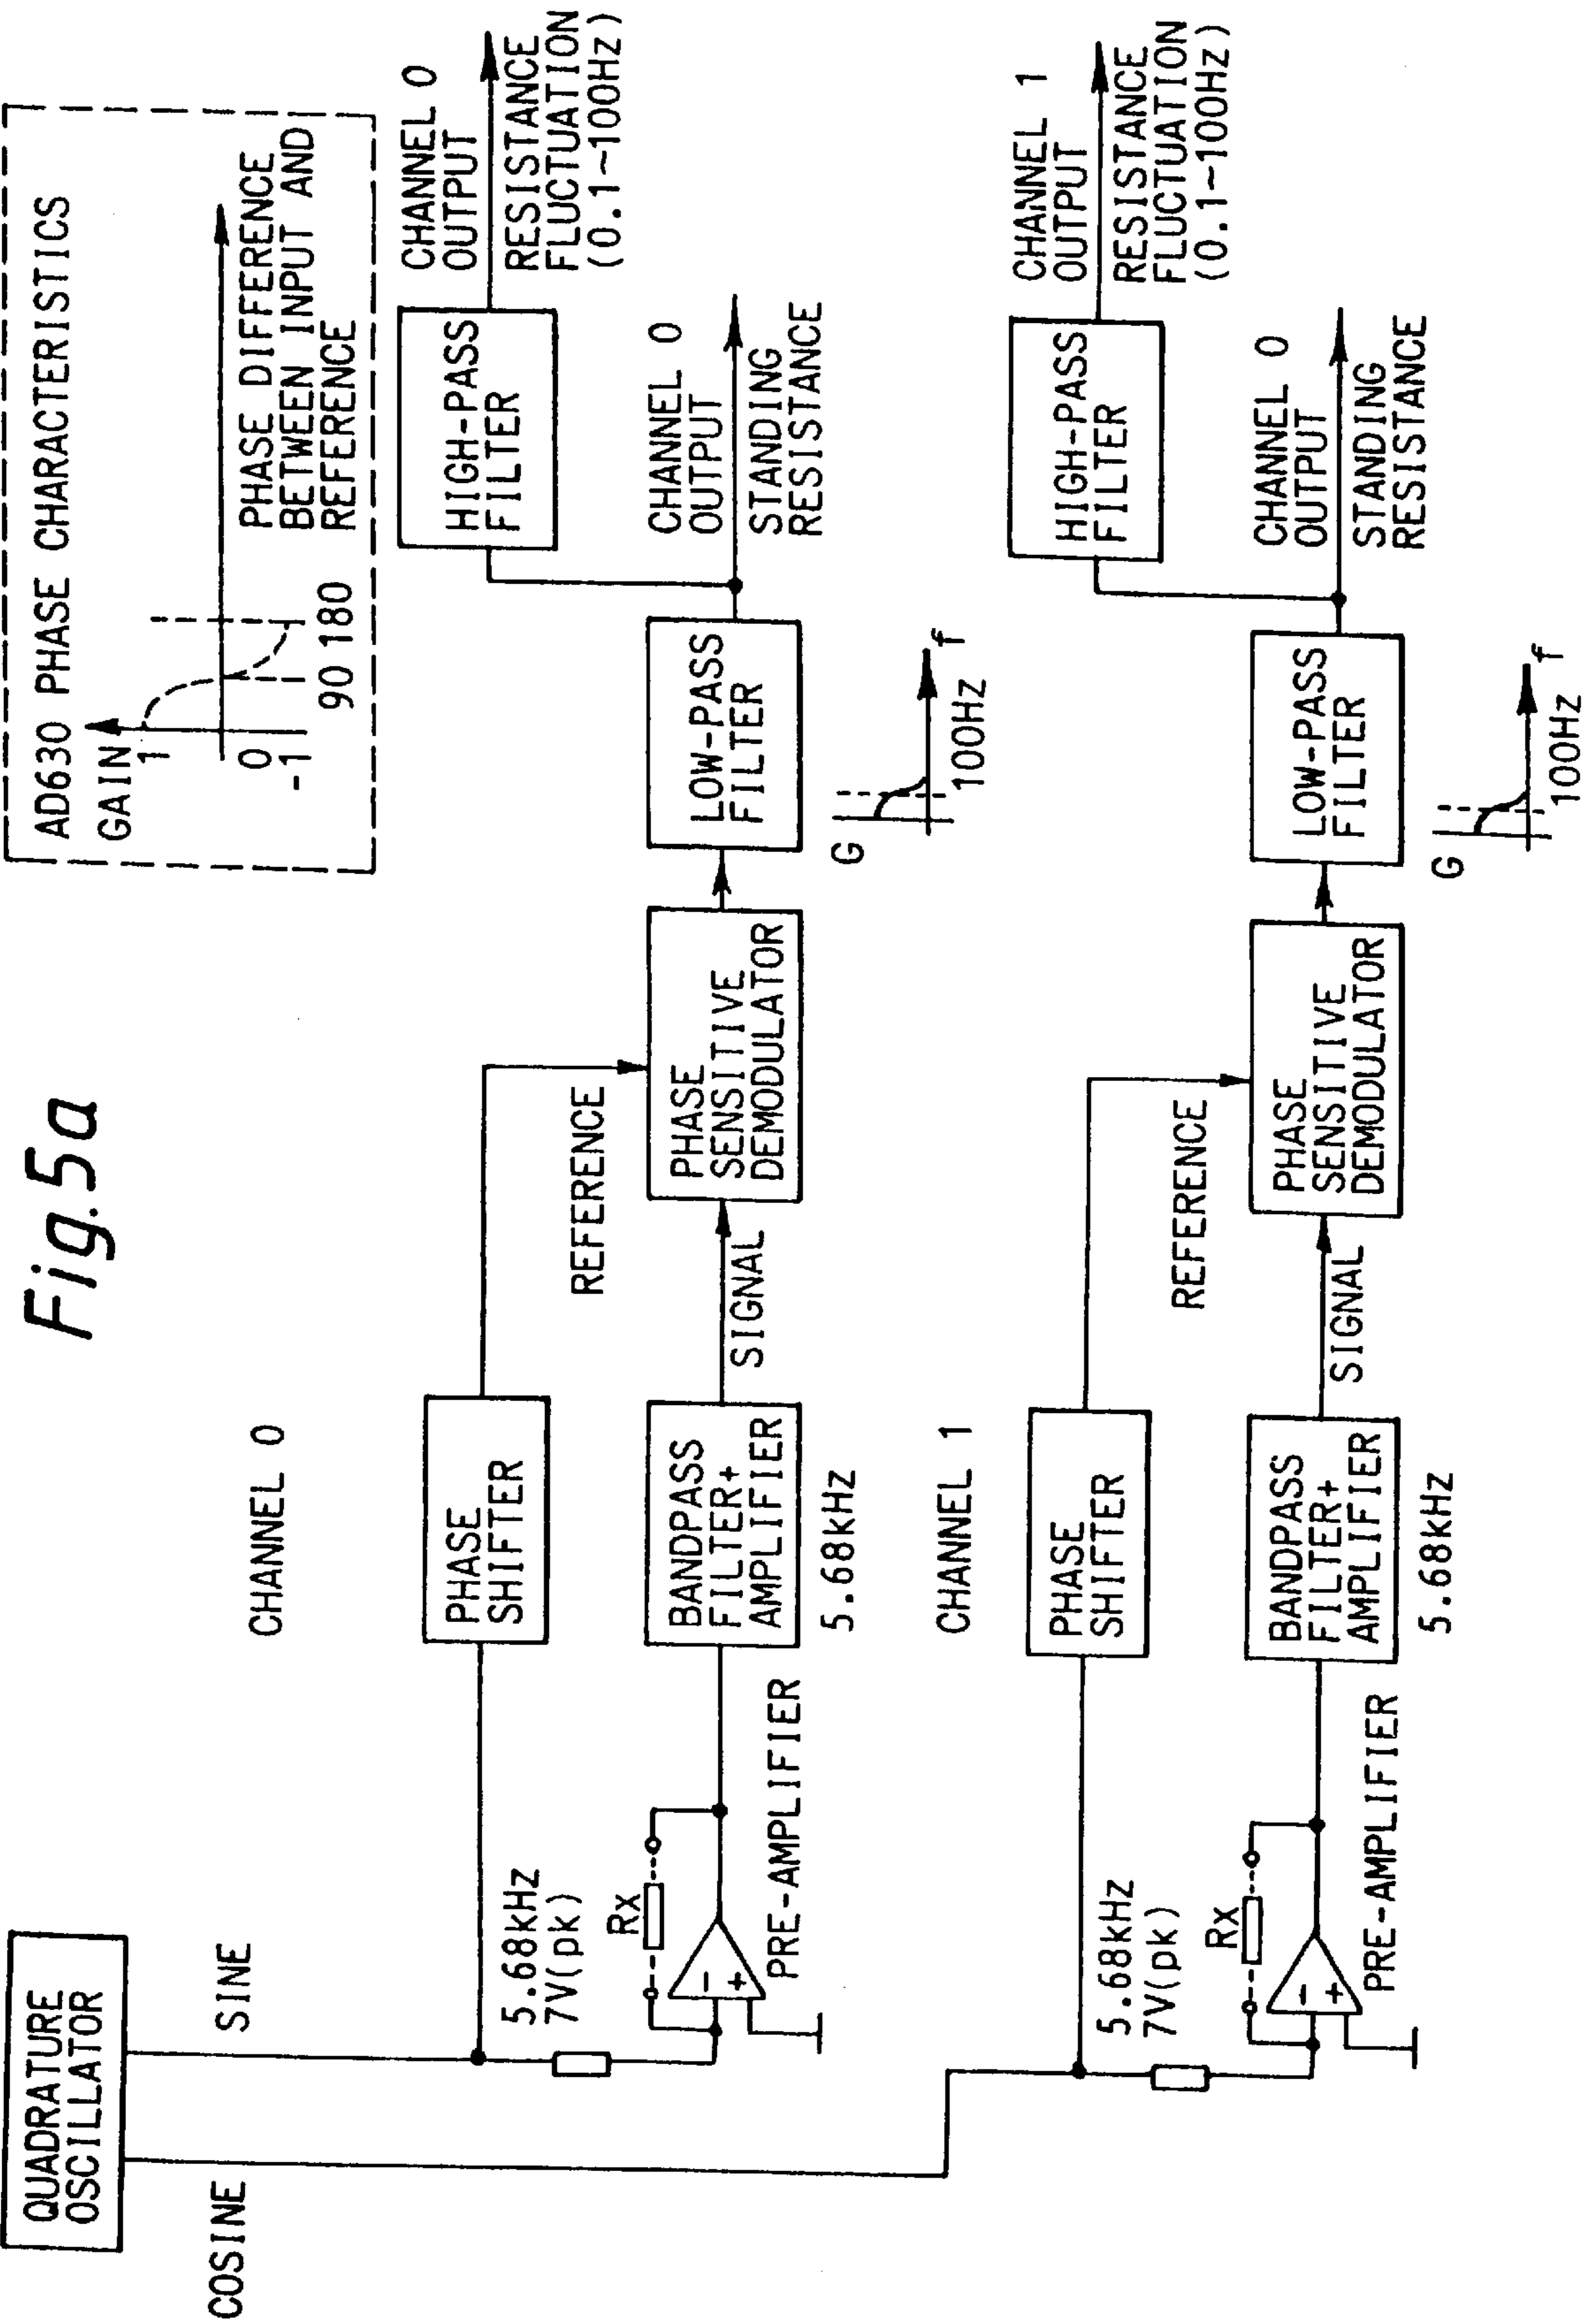 Fig.5a
QUADRATURE
OSCILLATOR
SINE
COSINE
AD630 PHASE CHARACTERISTICS
GAIN
1
0
-1
90 180
PHASE DIFFERENCE
BETWEEN INPUT AND
REFERENCE
CHANNEL 0
PHASE
SHIFTER
5.68kHz
7V(pk)
Rx
-
+
PRE-AMPLIFIER
BANDPASS
FILTER+
AMPLIFIER
5.68kHz
SIGNAL
REFERENCE
PHASE
SENSITIVE
DEMODULATOR
LOW-PASS
FILTER
G
f
100Hz
HIGH-PASS
FILTER
CHANNEL 0
OUTPUT
RESISTANCE
FLUCTUATION
(0.1~100Hz)
CHANNEL 0
OUTPUT
STANDING
RESISTANCE
CHANNEL 1
PHASE
SHIFTER
5.68kHz
7V(pk)
Rx
-
+
PRE-AMPLIFIER
BANDPASS
FILTER+
AMPLIFIER
5.68kHz
SIGNAL
REFERENCE
PHASE
SENSITIVE
DEMODULATOR
LOW-PASS
FILTER
G
f
100Hz
HIGH-PASS
FILTER
CHANNEL 1
OUTPUT
RESISTANCE
FLUCTUATION
(0.1~100Hz)
CHANNEL 0
OUTPUT
STANDING
RESISTANCE